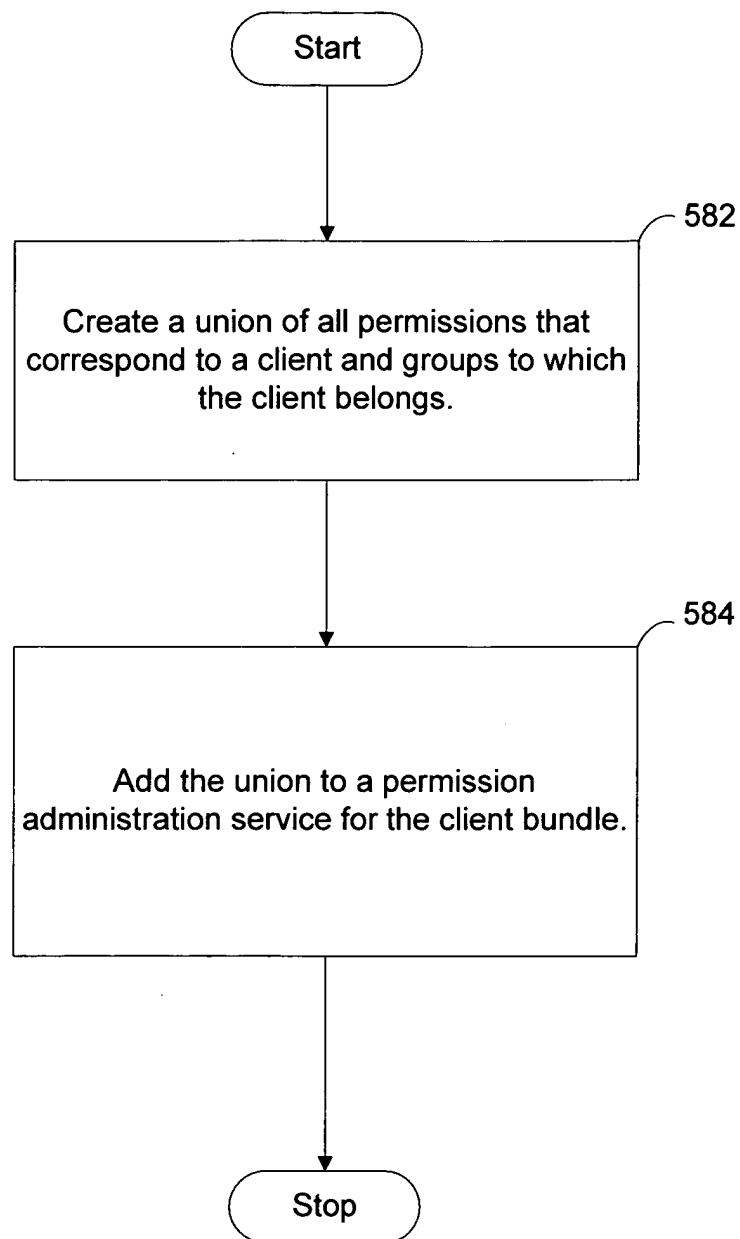 Start
582
Create a union of all permissions that
correspond to a client and groups to which
the client belongs.
584
Add the union to a permission
administration service for the client bundle.
Stop